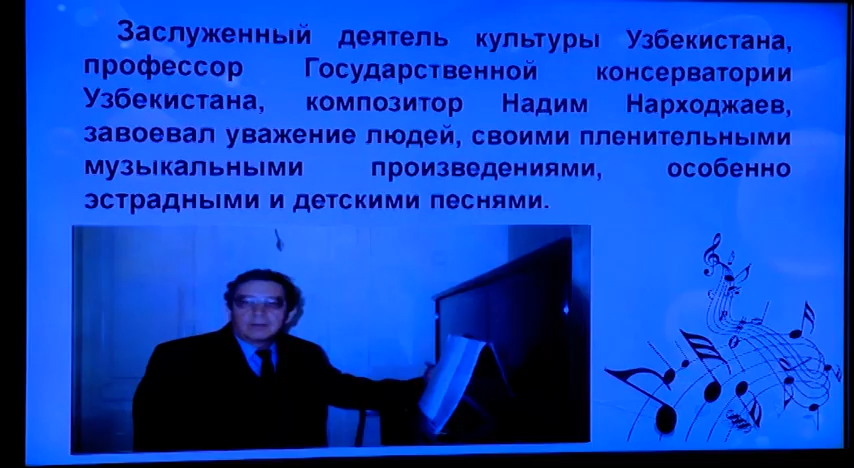 Заслуженный деятель культуры Узбекистана,
профессор Государственной консерватории
Узбекистана, композитор Надим Нарходжаев,
завоевал уважение людей, своими пленительными
музыкальными произведениями, особенно
эстрадными и детскими песнями.